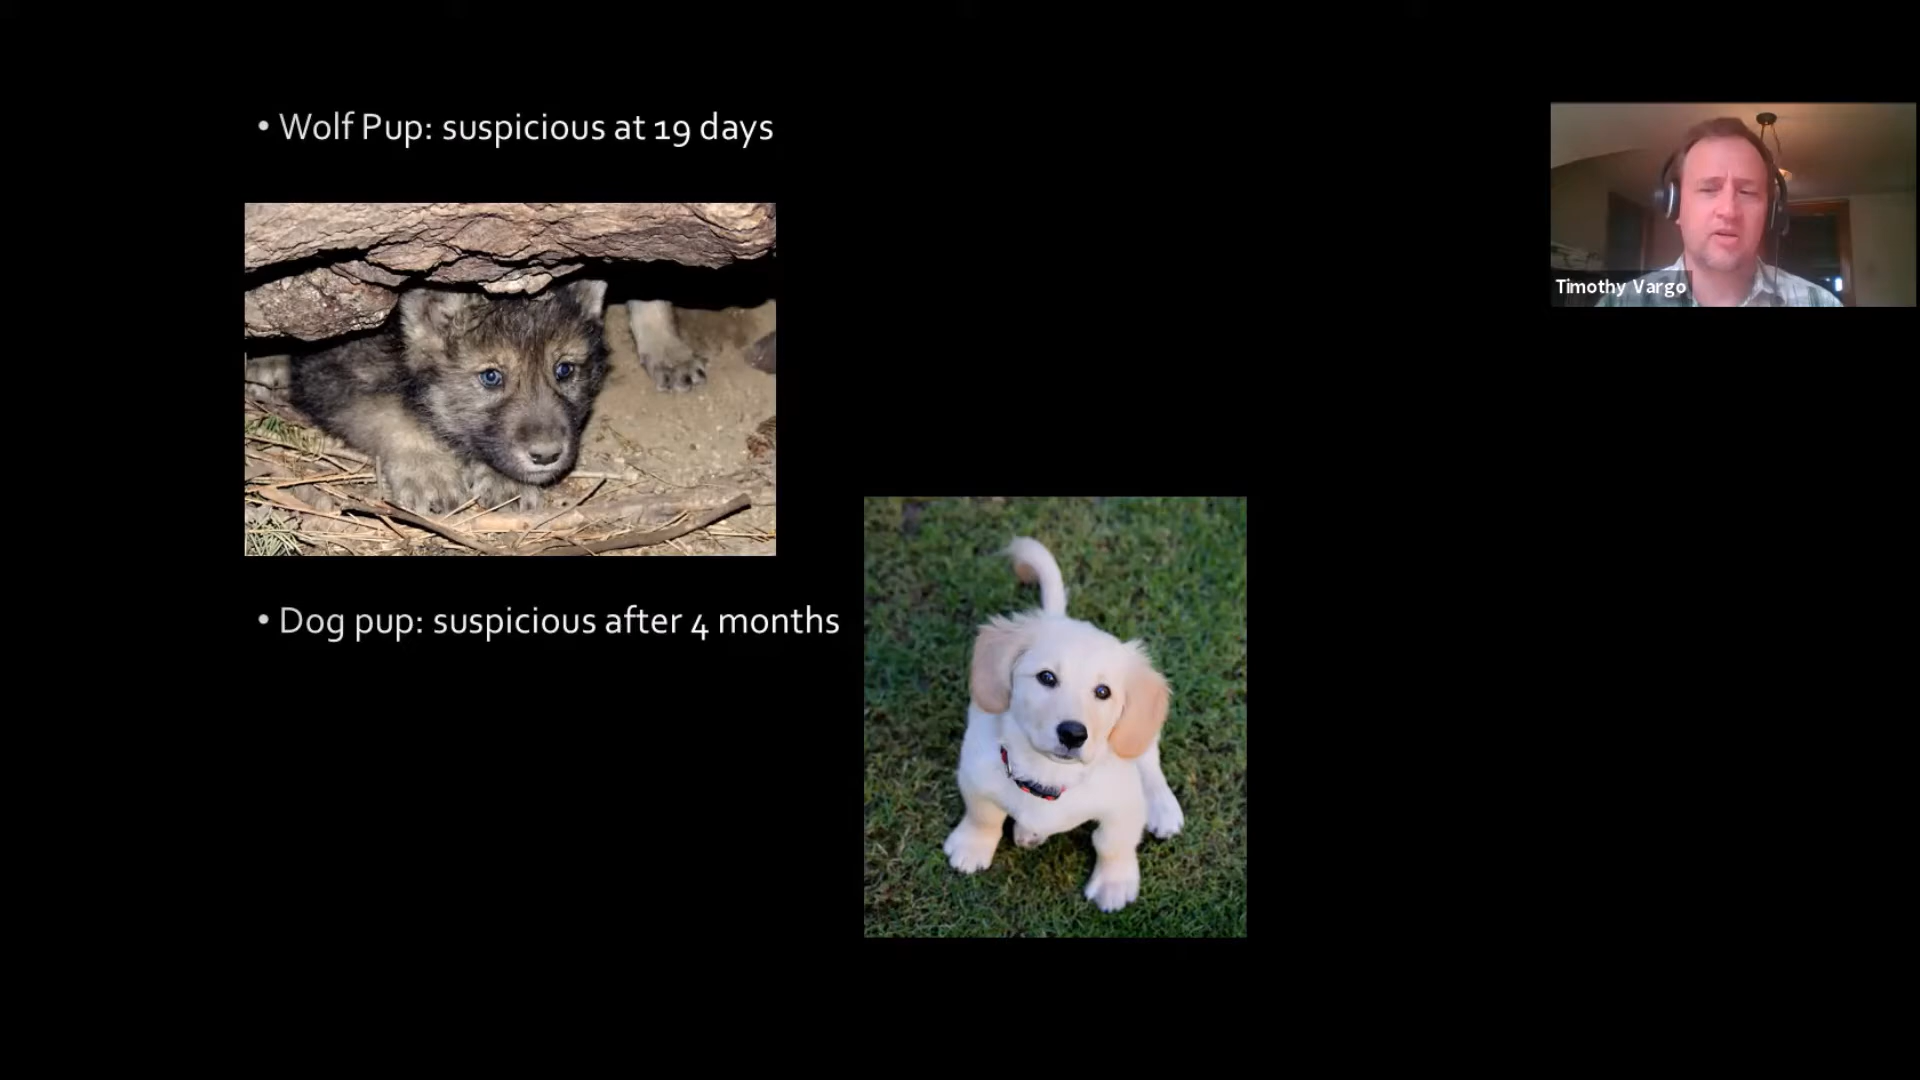 • Wolf Pup: suspicious at 19 days
Timothy Vargo
• Dog pup: suspicious after 4 months